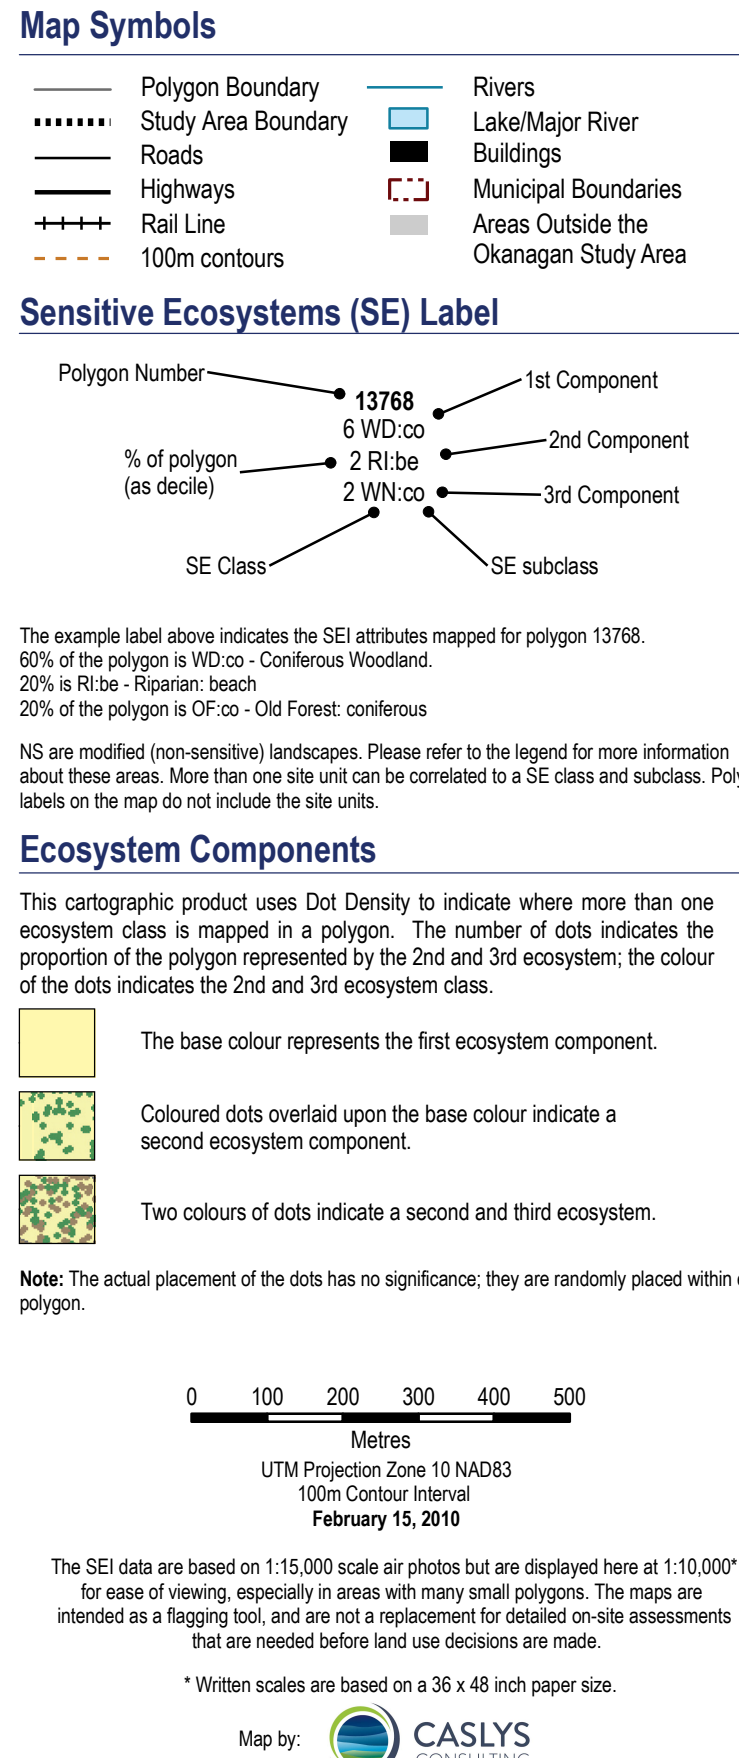 Map Symbols
Polygon Boundary
Study Area Boundary
Roads
Highways
Rail Line
100m contours
Rivers
Lake/Major River
Buildings
Municipal Boundaries
Areas Outside the
Okanagan Study Area
Sensitive Ecosystems (SE) Label
Polygon Number
13768
1st Component
6 WD:co
2nd Component
% of polygon
(as decile)
2 RI:be
2 WN:co
3rd Component
SE Class
SE subclass
The example label above indicates the SEI attributes mapped for polygon 13768.
60% of the polygon is WD:co - Coniferous Woodland.
20% is RI:be - Riparian: beach
20% of the polygon is OF:co - Old Forest: coniferous
NS are modified (non-sensitive) landscapes. Please refer to the legend for more information
about these areas. More than one site unit can be correlated to a SE class and subclass. Poly
labels on the map do not include the site units.
Ecosystem Components
This cartographic product uses Dot Density to indicate where more than one
ecosystem class is mapped in a polygon. The number of dots indicates the
proportion of the polygon represented by the 2nd and 3rd ecosystem; the colour
of the dots indicates the 2nd and 3rd ecosystem class.
The base colour represents the first ecosystem component.
Coloured dots overlaid upon the base colour indicate a
second ecosystem component.
Two colours of dots indicate a second and third ecosystem.
Note: The actual placement of the dots has no significance; they are randomly placed within
polygon.
0 100 200 300 400 500
Metres
UTM Projection Zone 10 NAD83
100m Contour Interval
February 15, 2010
The SEI data are based on 1:15,000 scale air photos but are displayed here at 1:10,000*
for ease of viewing, especially in areas with many small polygons. The maps are
intended as a flagging tool, and are not a replacement for detailed on-site assessments
that are needed before land use decisions are made.
* Written scales are based on a 36 x 48 inch paper size.
Map by:
CASLYS
CONSULTING